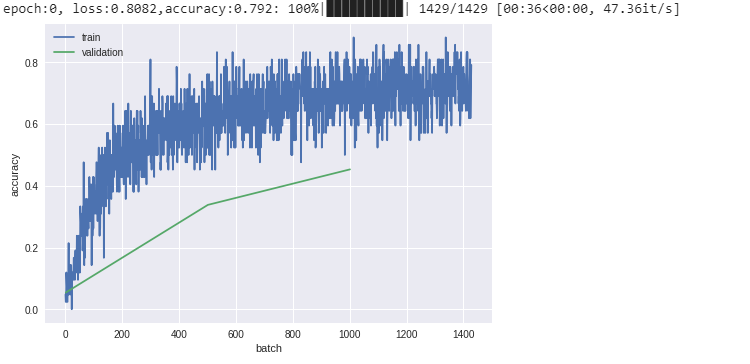 epoch:0, loss:0.8082,accuracy:0.792: 100%|██████████| 1429/1429 [00:36<00:00, 47.36it/s]
train
validation
0.8
0.6
0.4
0.2
0.0
accuracy
0 200 400 600 800 1000 1200 1400
batch